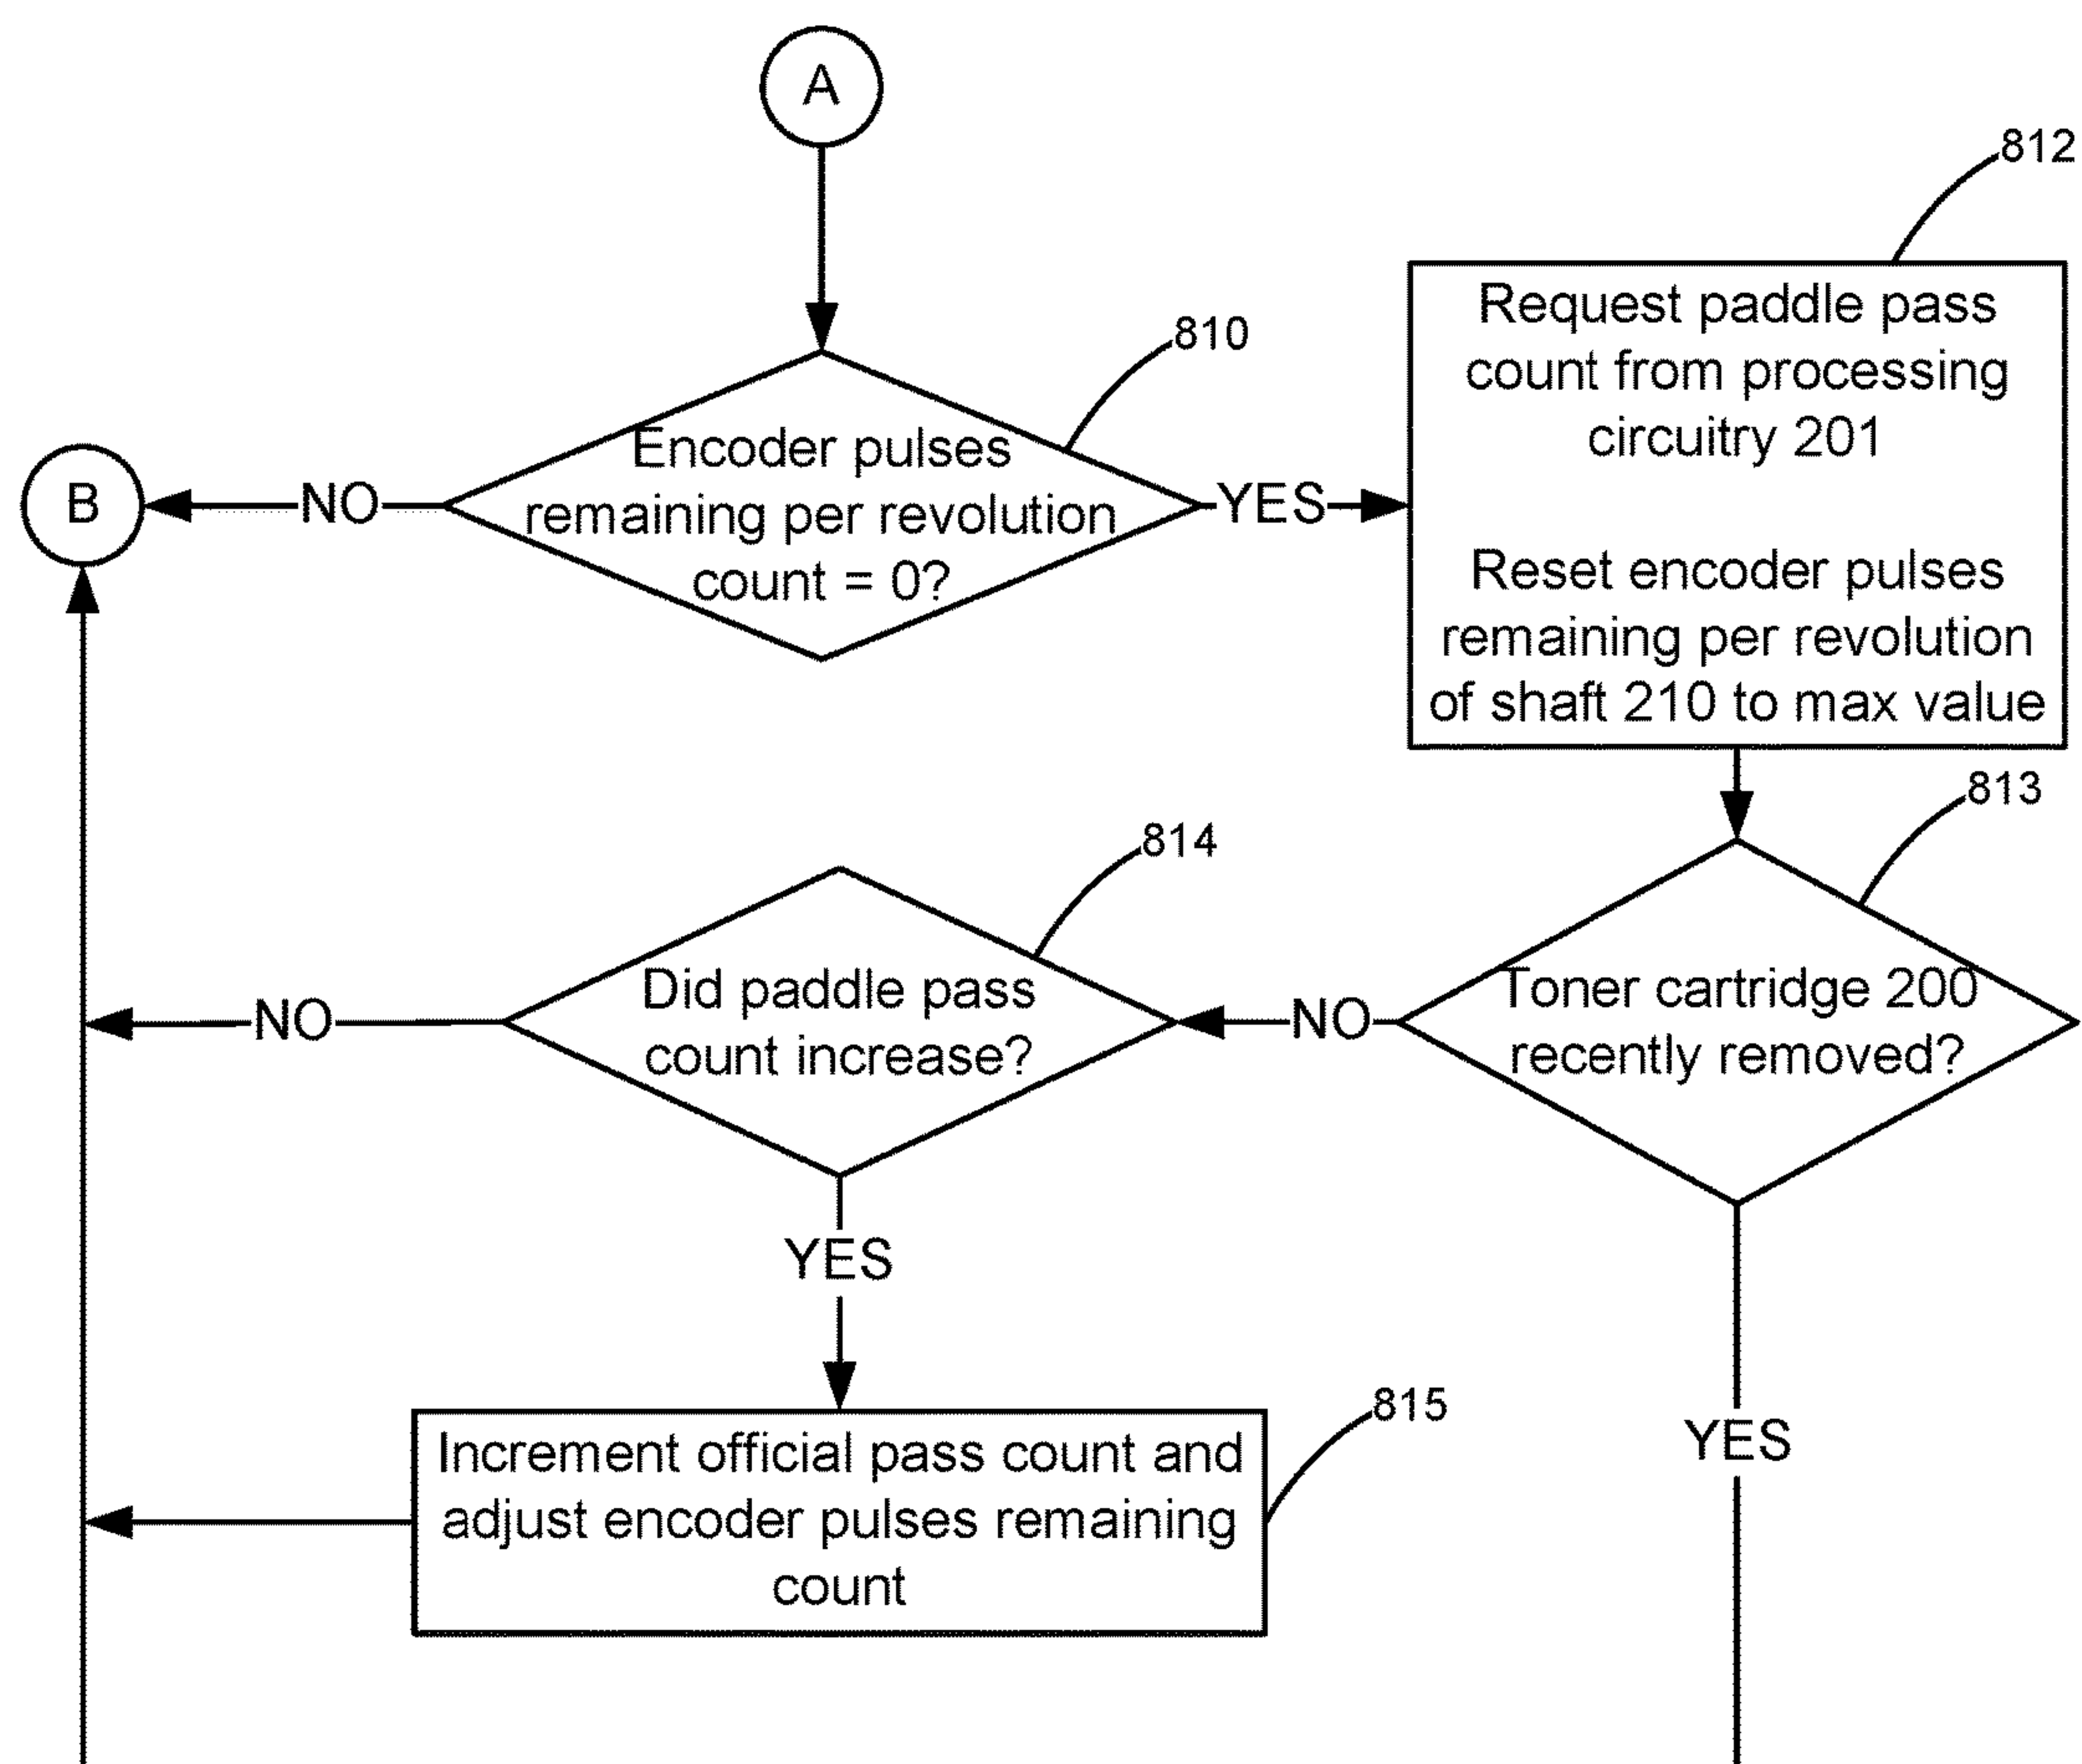 A
812
810
Request paddle pass
count from processing
circuitry 201
Encoder pulses
remaining per revolution
count = 0?
B
NO
YES
Reset encoder pulses
remaining per revolution
of shaft 210 to max value
813
814
Toner cartridge 200
recently removed?
NO
Did paddle pass
count increase?
NO
YES
815
Increment official pass count and
adjust encoder pulses remaining
count
YES